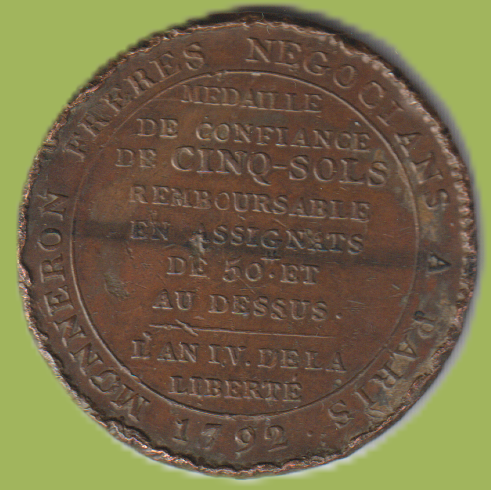 MONNERON FRERES NEGOCIANS A PARIS
1792.
MEDAILLE
DE CONFIANCE
DE CINQ-SOLS
REMBOURSABLE
EN ASSIGNATS
DE 50ᴸ. ET
AU DESSUS.
L'AN IV. DE LA
LIBERTÉ